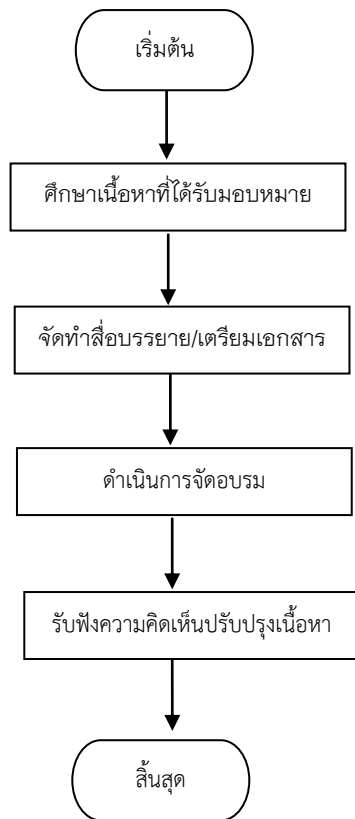 เริ่มต้น
ศึกษาเนื้อหาที่ได้รับมอบหมาย
จัดทำสื่อบรรยาย/เตรียมเอกสาร
ดำเนินการจัดอบรม
รับฟังความคิดเห็นปรับปรุงเนื้อหา
สิ้นสุด